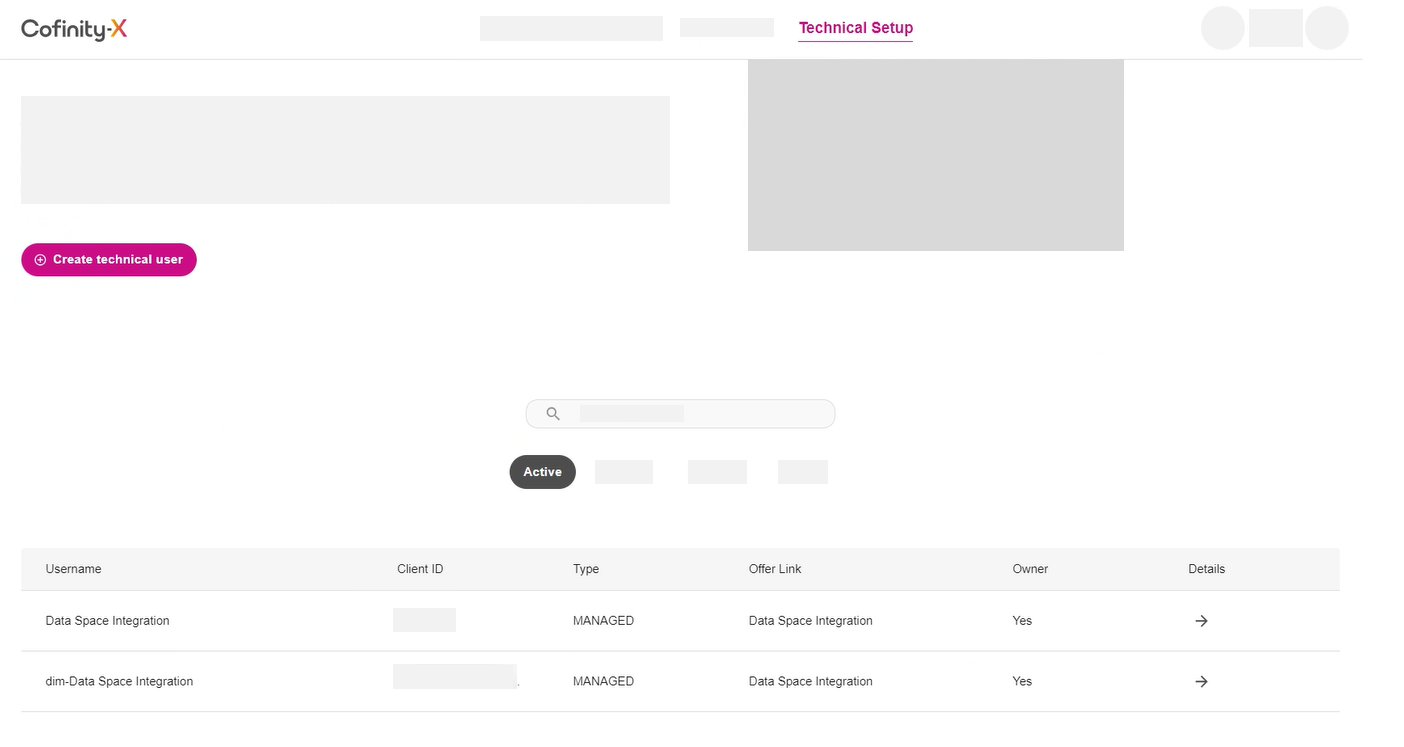 Cofinity-X
Technical Setup
Create technical user
Active
Username Client ID Type Offer Link Owner Details
Data Space Integration MANAGED Data Space Integration Yes
dim-Data Space Integration . MANAGED Data Space Integration Yes